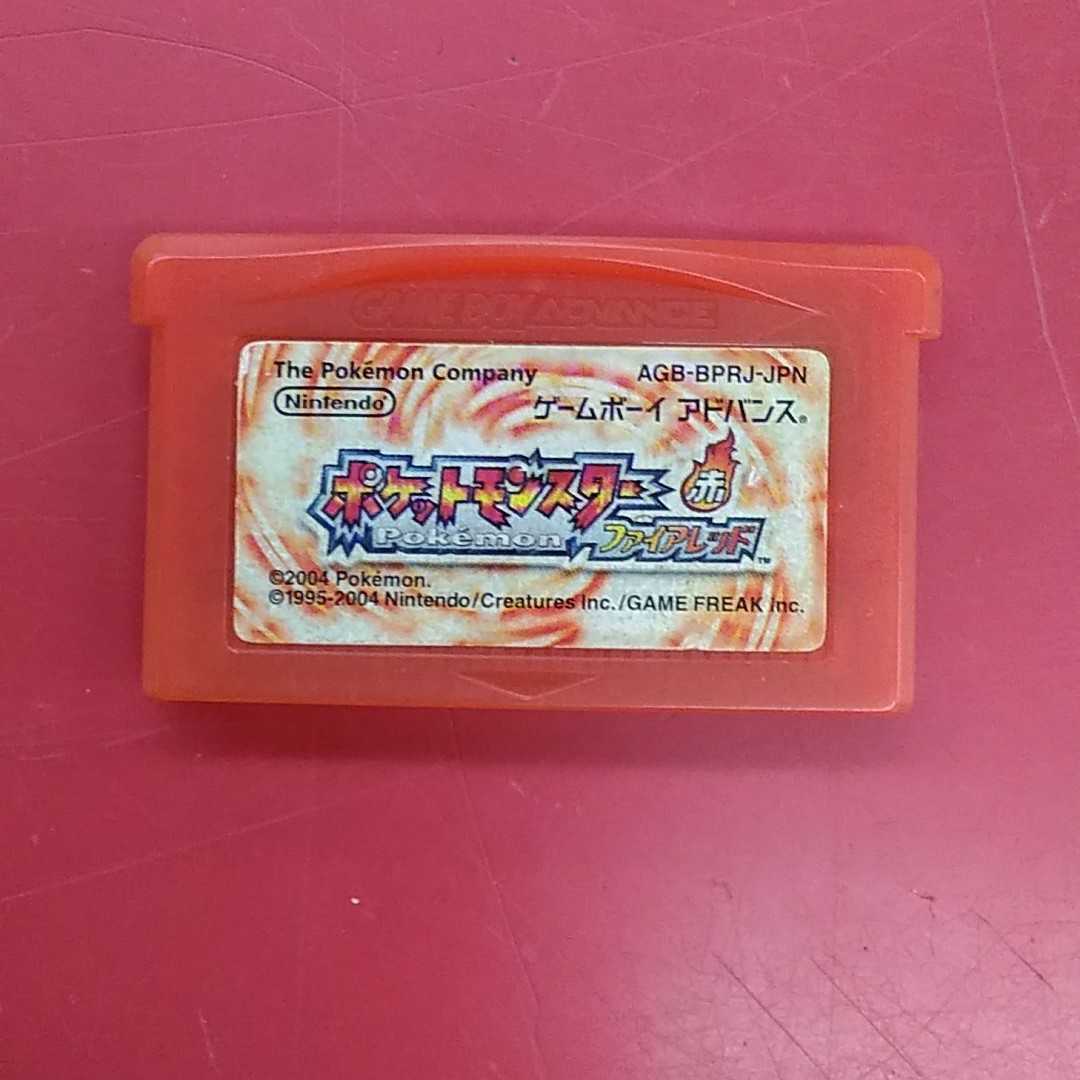 GAME BOY ADVANCE
The Pokémon Company AGB-BPRJ-JPN
Nintendo ゲームボーイ アドバンス®
ポケットモンスター 赤
Pokémon ファイアレッド™
©2004 Pokémon.
©1995-2004 Nintendo/Creatures Inc./GAME FREAK inc.